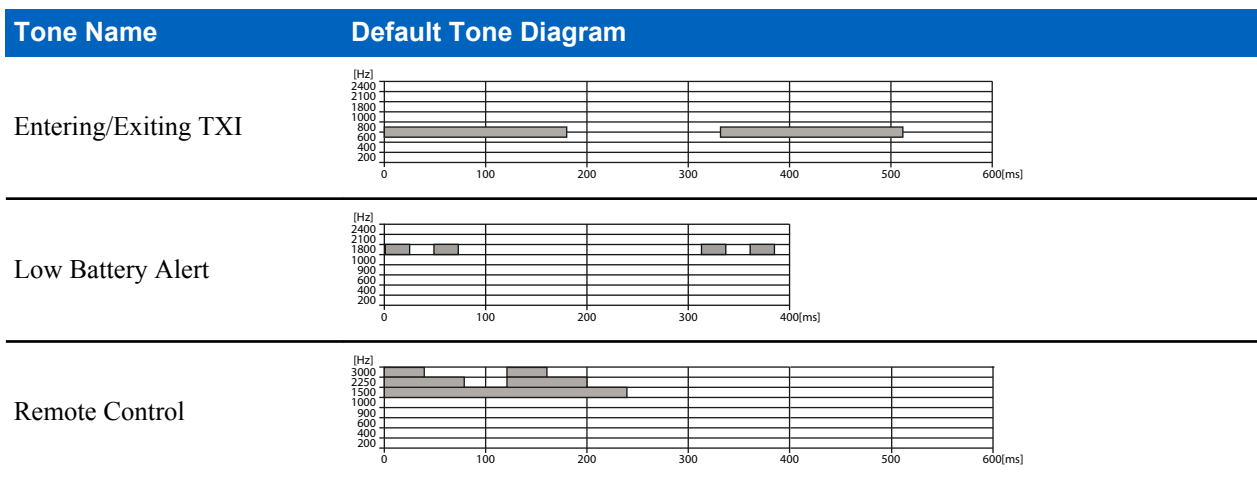 Tone Name Default Tone Diagram
Entering/Exiting TXI
[Hz]
2400
2100
1800
1000
800
600
400
200
0 100 200 300 400 500 600[ms]
Low Battery Alert
[Hz]
2400
2100
1800
1000
900
600
400
200
0 100 200 300 400[ms]
Remote Control
[Hz]
3000
2250
1500
1000
900
600
400
200
0 100 200 300 400 500 600[ms]